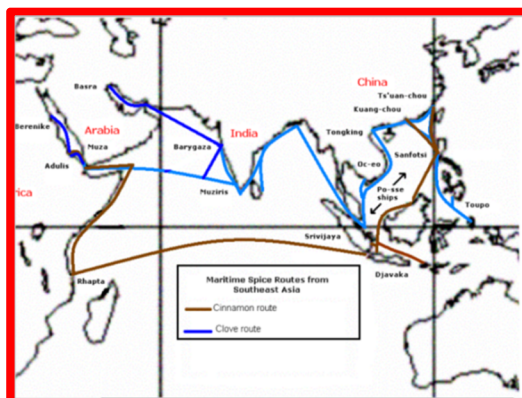 China
Ts'uan-chou
Kuang-chou
Basra
Berenike
Arabia
India
Tongking
Muza
Barygaza
Sanfotsi
Adulis
Oc-eo
rica
Muziris
Po-sse
ships
Toupo
Srivijaya
Rhapta
Djavaka
Maritime Spice Routes from
Southeast Asia
Cinnamon route
Clove route